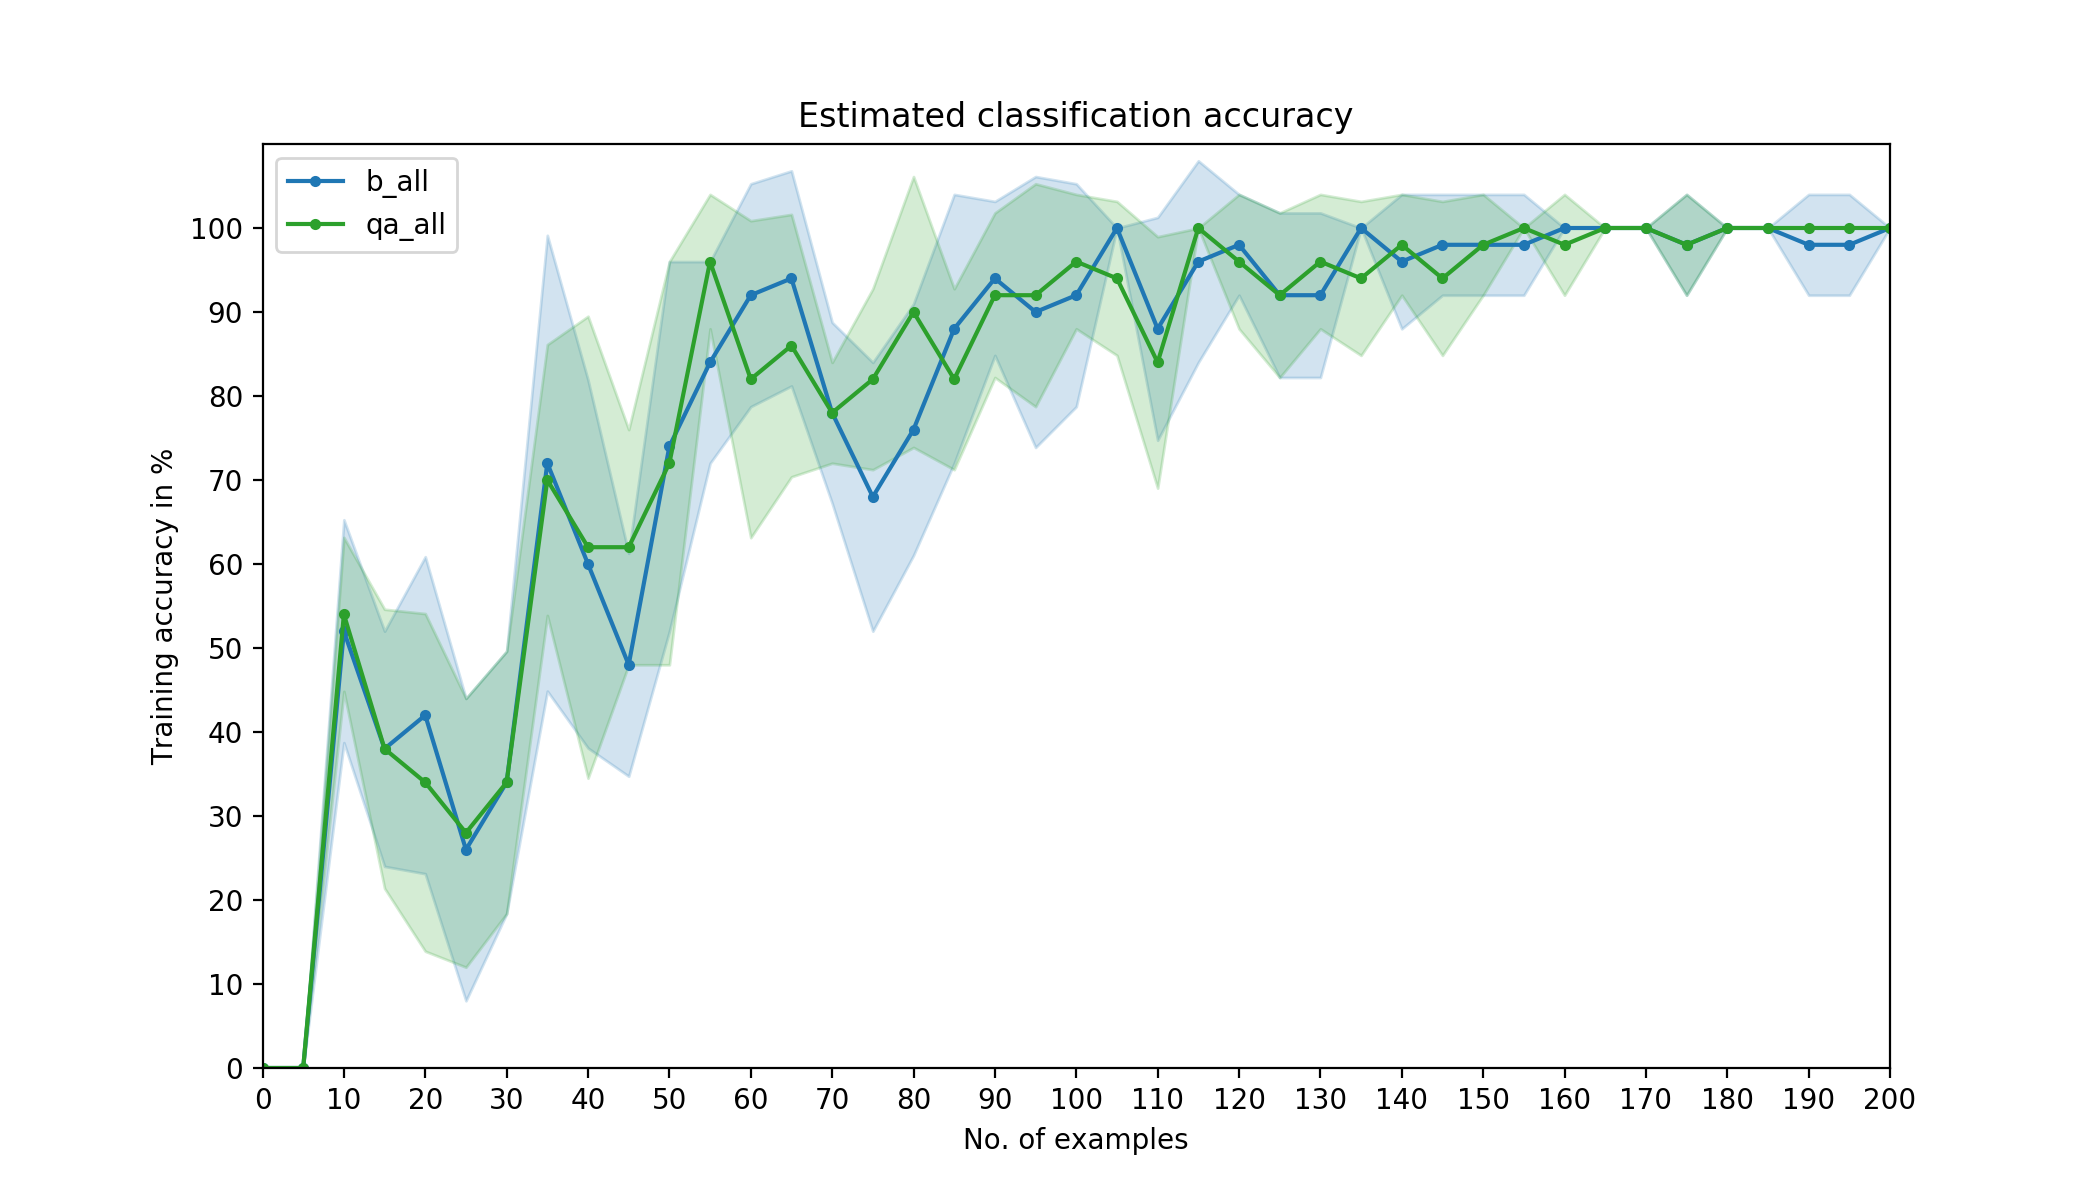 Estimated classification accuracy
b_all
qa_all
100
90
80
70
60
50
40
30
20
10
0
Training accuracy in %
0 10 20 30 40 50 60 70 80 90 100 110 120 130 140 150 160 170 180 190 200
No. of examples